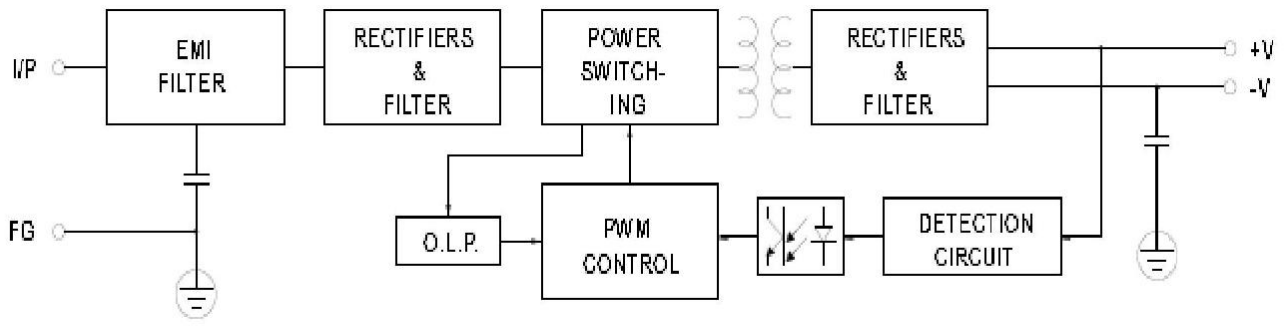 I/P
EMI
FILTER
RECTIFIERS
&
FILTER
POWER
SWITCH-
ING
RECTIFIERS
&
FILTER
+V
-V
FG
O.L.P.
PWM
CONTROL
DETECTION
CIRCUIT